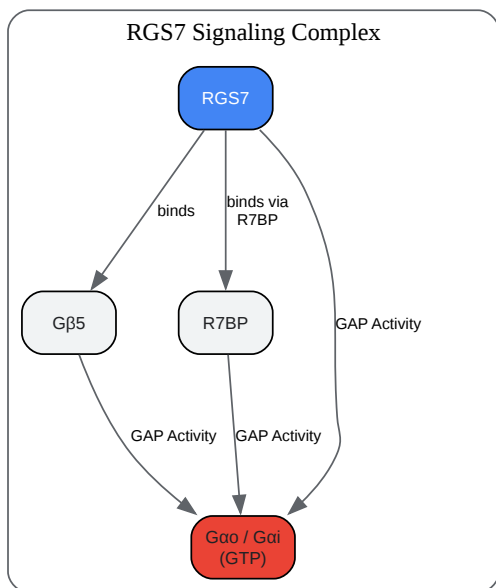 RGS7 Signaling Complex
RGS7
binds
binds via
R7BP
Gβ5
R7BP
GAP Activity
GAP Activity
GAP Activity
Gαo / Gαi
(GTP)